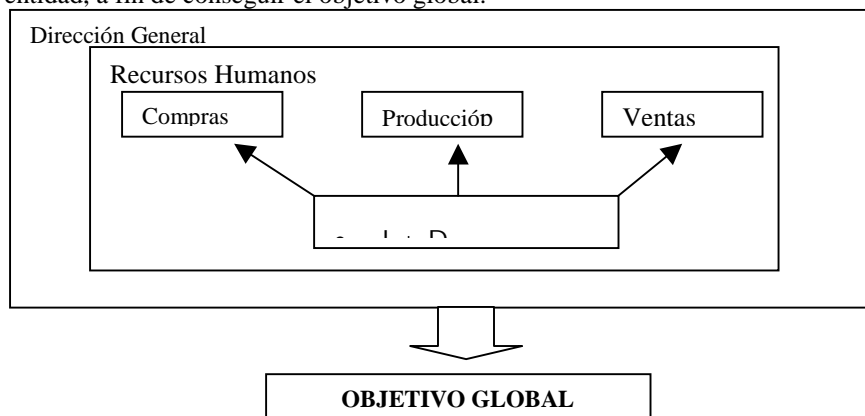 entidad, a fin de conseguir el objetivo global.
Dirección General
Recursos Humanos
Compras Producción Ventas
OBJETIVO GLOBAL